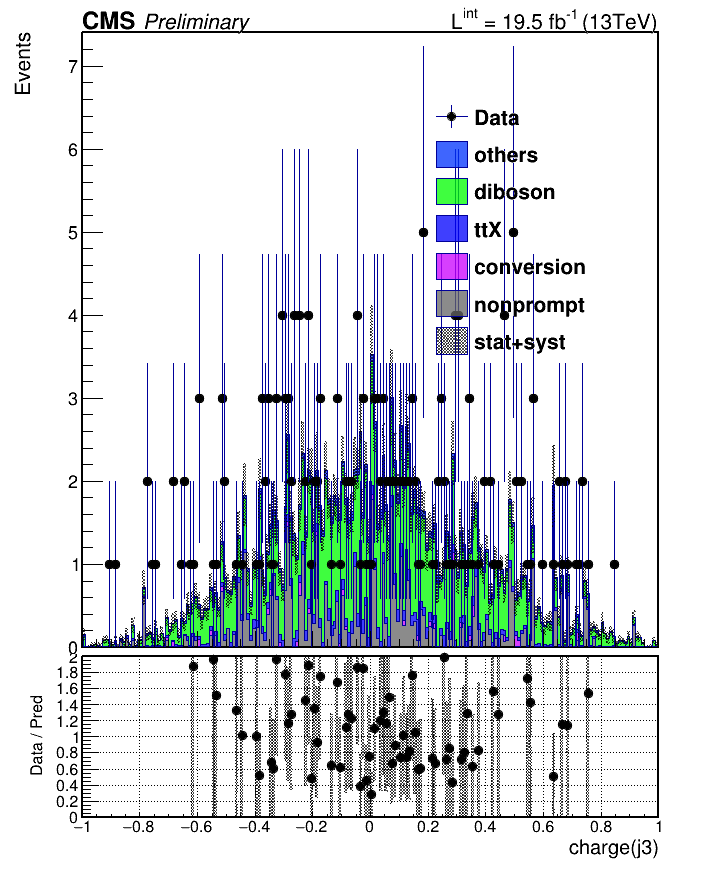 CMS Preliminary
L^int = 19.5 fb^-1 (13TeV)
Events
7
6
5
4
3
2
1
0
Data
others
diboson
ttX
conversion
nonprompt
stat+syst
Data / Pred
2
1.8
1.6
1.4
1.2
1
0.8
0.6
0.4
0.2
0
−1 −0.8 −0.6 −0.4 −0.2 0 0.2 0.4 0.6 0.8 1
charge(j3)